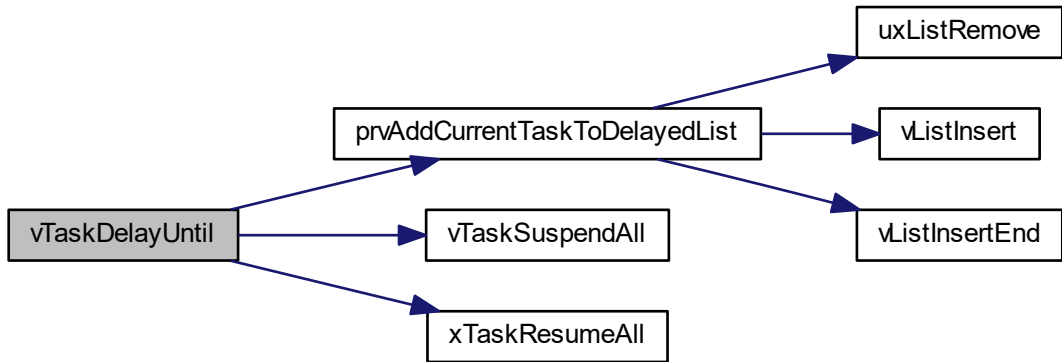 uxListRemove
prvAddCurrentTaskToDelayedList
vListInsert
vTaskDelayUntil
vTaskSuspendAll
vListInsertEnd
xTaskResumeAll